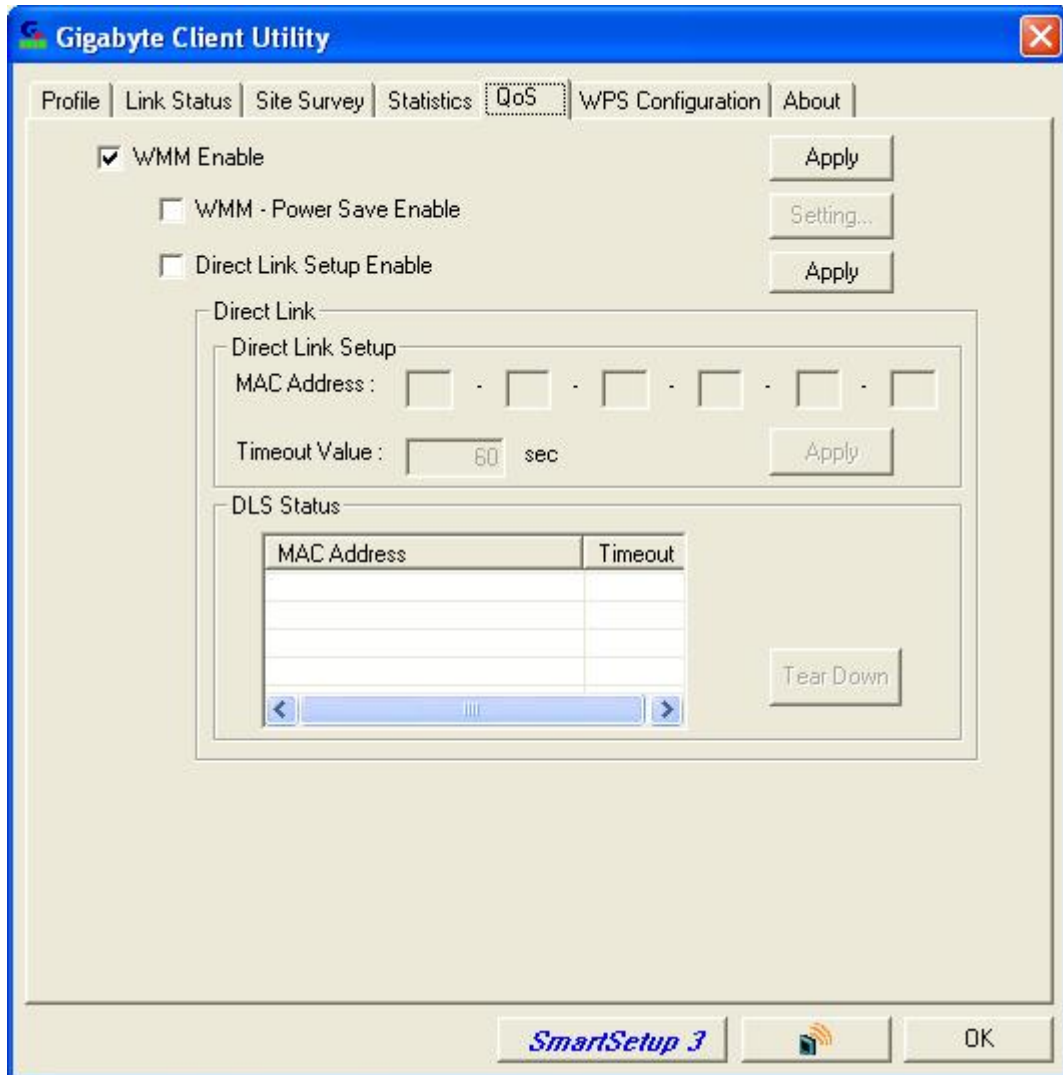 Gigabyte Client Utility
Profile Link Status Site Survey Statistics QoS WPS Configuration About
WMM Enable Apply
WMM - Power Save Enable Setting...
Direct Link Setup Enable Apply
Direct Link
Direct Link Setup
MAC Address : - - - - -
Timeout Value : 60 sec Apply
DLS Status
MAC Address Timeout
Tear Down
SmartSetup 3 OK